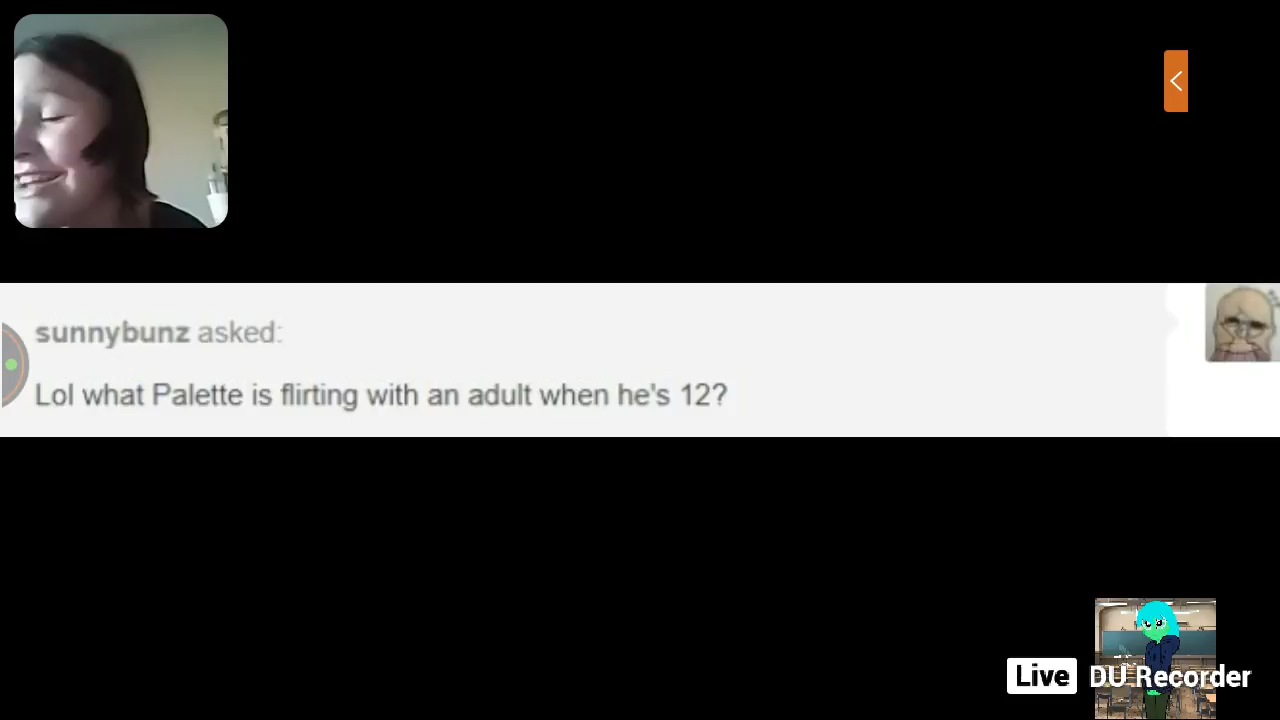 sunnybunz asked:
Lol what Palette is flirting with an adult when he's 12?
Live DU Recorder